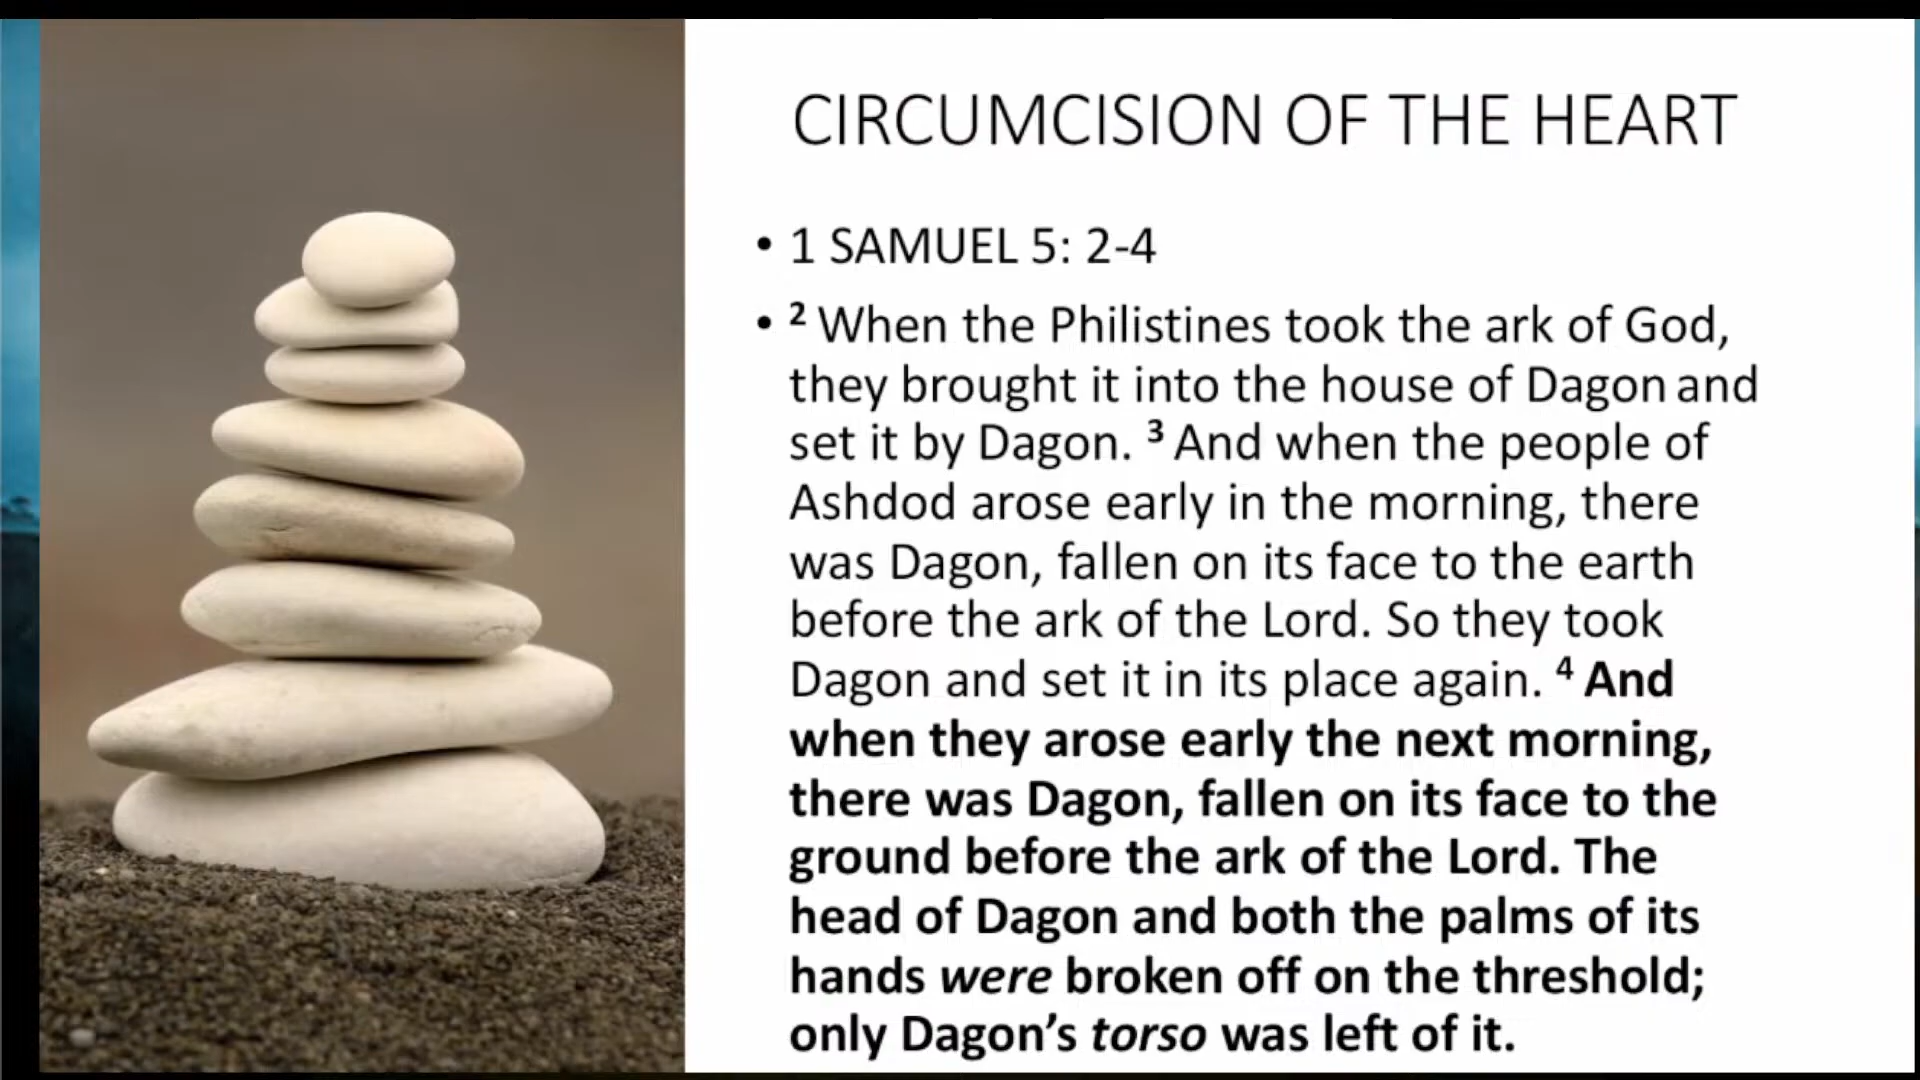 CIRCUMCISION OF THE HEART
• 1 SAMUEL 5: 2-4
• ² When the Philistines took the ark of God,
they brought it into the house of Dagon and
set it by Dagon. ³ And when the people of
Ashdod arose early in the morning, there
was Dagon, fallen on its face to the earth
before the ark of the Lord. So they took
Dagon and set it in its place again. ⁴ And
when they arose early the next morning,
there was Dagon, fallen on its face to the
ground before the ark of the Lord. The
head of Dagon and both the palms of its
hands were broken off on the threshold;
only Dagon’s torso was left of it.